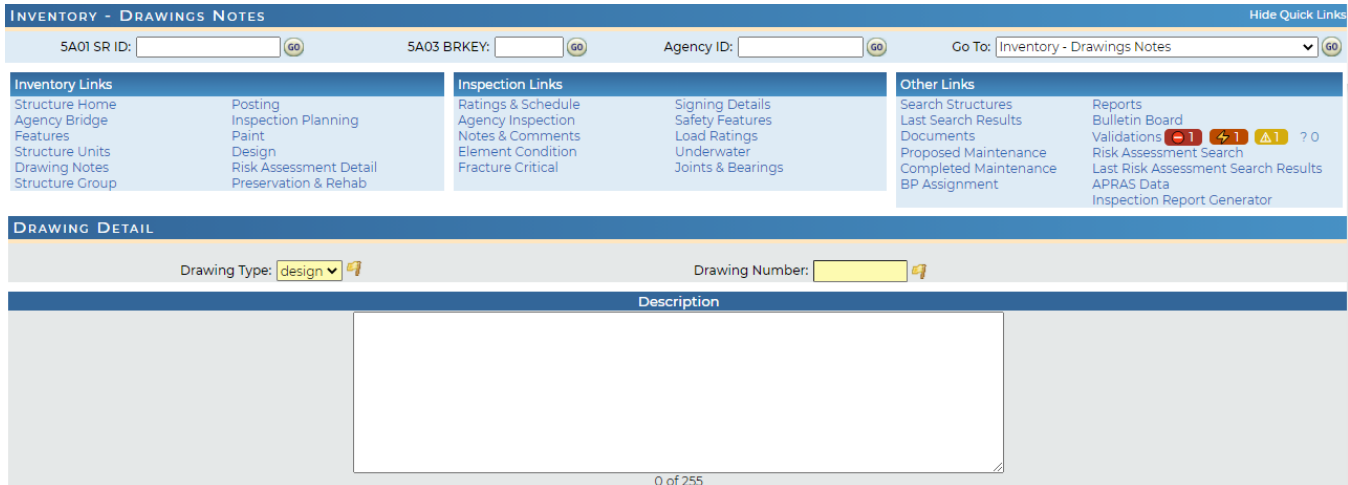 INVENTORY - DRAWINGS NOTES Hide Quick Links
5A01 SR ID: GO 5A03 BRKEY: GO Agency ID: GO Go To: Inventory - Drawings Notes GO
Inventory Links Inspection Links Other Links
Structure Home Posting Ratings & Schedule Signing Details Search Structures Reports
Agency Bridge Inspection Planning Agency Inspection Safety Features Last Search Results Bulletin Board
Features Paint Notes & Comments Load Ratings Documents Validations 1 1 1 ? 0
Structure Units Design Element Condition Underwater Proposed Maintenance Risk Assessment Search
Drawing Notes Risk Assessment Detail Fracture Critical Joints & Bearings Completed Maintenance Last Risk Assessment Search Results
Structure Group Preservation & Rehab BP Assignment APRAS Data
Inspection Report Generator
DRAWING DETAIL
Drawing Type: design Drawing Number:
Description
0 of 255